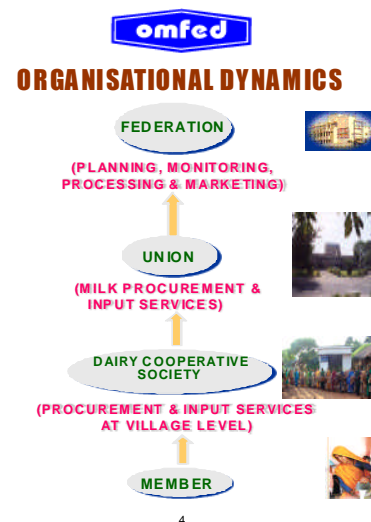 omfed
ORGANISATIONAL DYNAMICS
FEDERATION
(PLANNING, MONITORING,
PROCESSING & MARKETING)
UNION
(MILK PROCUREMENT &
INPUT SERVICES)
DAIRY COOPERATIVE
SOCIETY
(PROCUREMENT & INPUT SERVICES
AT VILLAGE LEVEL)
MEMBER
4